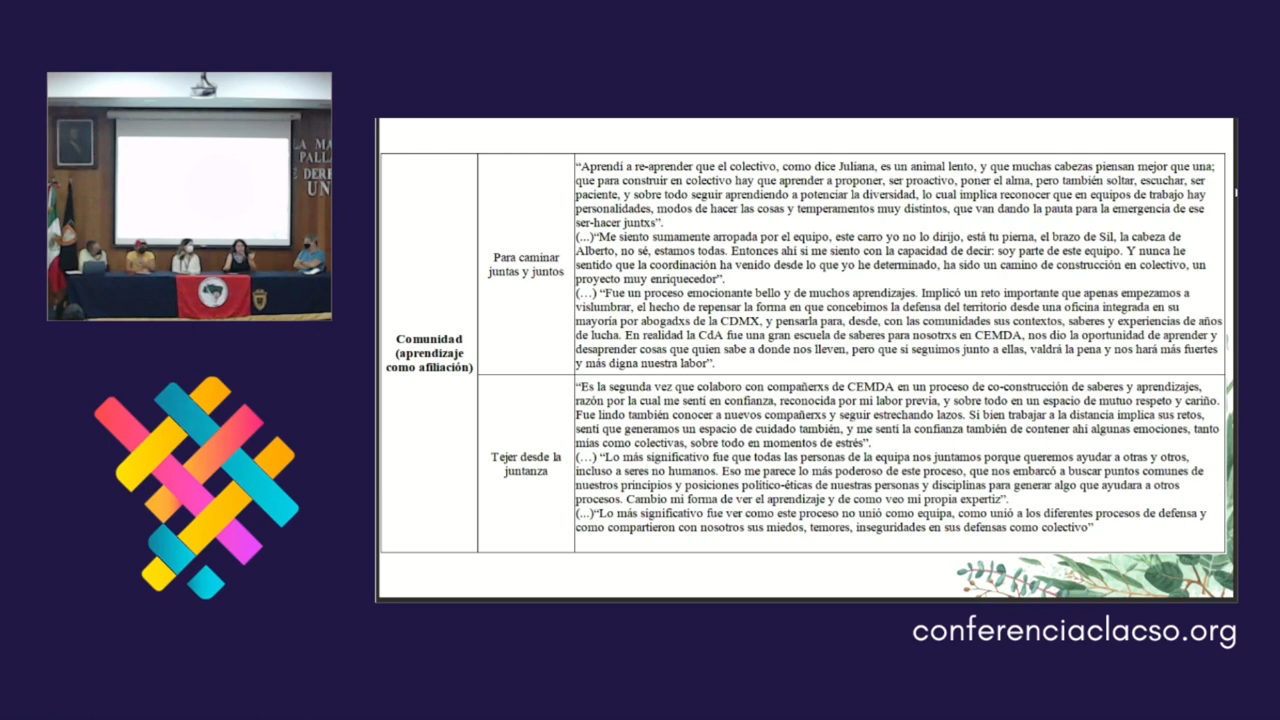 LA MA
PALL
DERE
UN
Comunidad
(aprendizaje
como afiliación)
Para caminar
juntas y juntos
“Aprendí a re-aprender que el colectivo, como dice Juliana, es un animal lento, y que muchas cabezas piensan mejor que una;
que para construir en colectivo hay que aprender a proponer, ser proactivo, poner el alma, pero también soltar, escuchar, ser
paciente, y sobre todo seguir aprendiendo a potenciar la diversidad, lo cual implica reconocer que en equipos de trabajo hay
personalidades, modos de hacer las cosas y temperamentos muy distintos, que van dando la pauta para la emergencia de ese
ser-hacer juntxs”.
(...)“Me siento sumamente arropada por el equipo, este carro yo no lo dirijo, está tu pierna, el brazo de Sil, la cabeza de
Alberto, no sé, estamos todas. Entonces ahí si me siento con la capacidad de decir: soy parte de este equipo. Y nunca he
sentido que la coordinación ha venido desde lo que yo he determinado, ha sido un camino de construcción en colectivo, un
proyecto muy enriquecedor”.
(…) “Fue un proceso emocionante bello y de muchos aprendizajes. Implicó un reto importante que apenas empezamos a
vislumbrar, el hecho de repensar la forma en que concebimos la defensa del territorio desde una oficina integrada en su
mayoría por abogadxs de la CDMX, y pensarla para, desde, con las comunidades sus contextos, saberes y experiencias de años
de lucha. En realidad la CdA fue una gran escuela de saberes para nosotrxs en CEMDA, nos dio la oportunidad de aprender y
desaprender cosas que quien sabe a donde nos lleven, pero que si seguimos junto a ellas, valdrá la pena y nos hará más fuertes
y más digna nuestra labor”.
Tejer desde la
juntanza
“Es la segunda vez que colaboro con compañerxs de CEMDA en un proceso de co-construcción de saberes y aprendizajes,
razón por la cual me sentí en confianza, reconocida por mi labor previa, y sobre todo en un espacio de mutuo respeto y cariño.
Fue lindo también conocer a nuevos compañerxs y seguir estrechando lazos. Si bien trabajar a la distancia implica sus retos,
sentí que generamos un espacio de cuidado también, y me sentí la confianza también de contener ahí algunas emociones, tanto
mías como colectivas, sobre todo en momentos de estrés”.
(…) “Lo más significativo fue que todas las personas de la equipa nos juntamos porque queremos ayudar a otras y otros,
incluso a seres no humanos. Eso me parece lo más poderoso de este proceso, que nos embarcó a buscar puntos comunes de
nuestros principios y posiciones político-éticas de nuestras personas y disciplinas para generar algo que ayudara a otros
procesos. Cambio mi forma de ver el aprendizaje y de como veo mi propia expertiz”.
(...)“Lo más significativo fue ver como este proceso no unió como equipa, como unió a los diferentes procesos de defensa y
como compartieron con nosotros sus miedos, temores, inseguridades en sus defensas como colectivo”
conferenciaclacso.org